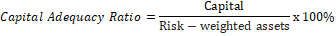 Capital Adequacy Ratio = Capital / Risk − weighted assets x 100%